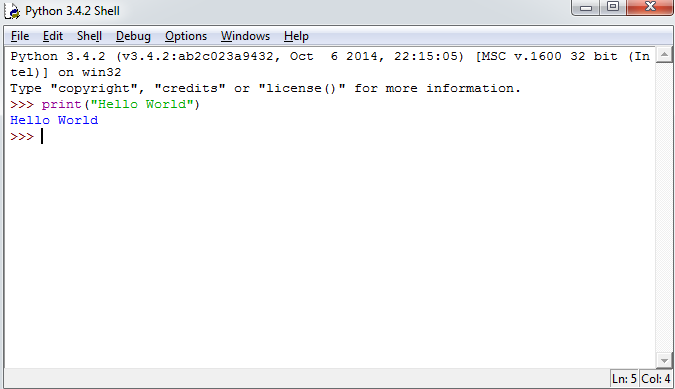 Python 3.4.2 Shell
File Edit Shell Debug Options Windows Help
Python 3.4.2 (v3.4.2:ab2c023a9432, Oct  6 2014, 22:15:05) [MSC v.1600 32 bit (In
tel)] on win32
Type "copyright", "credits" or "license()" for more information.
>>> print("Hello World")
Hello World
>>>
Ln: 5 Col: 4